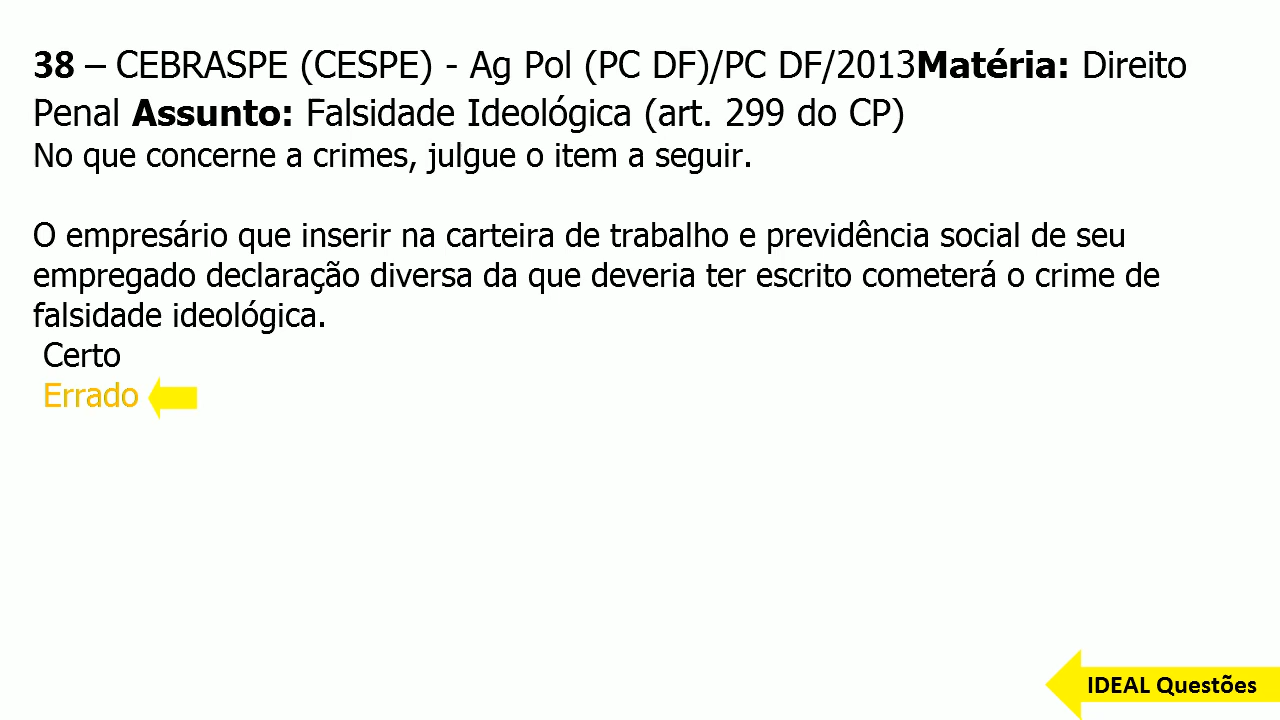 38 – CEBRASPE (CESPE) - Ag Pol (PC DF)/PC DF/2013Matéria: Direito
Penal Assunto: Falsidade Ideológica (art. 299 do CP)
No que concerne a crimes, julgue o item a seguir.
O empresário que inserir na carteira de trabalho e previdência social de seu
empregado declaração diversa da que deveria ter escrito cometerá o crime de
falsidade ideológica.
Certo
Errado
IDEAL Questões